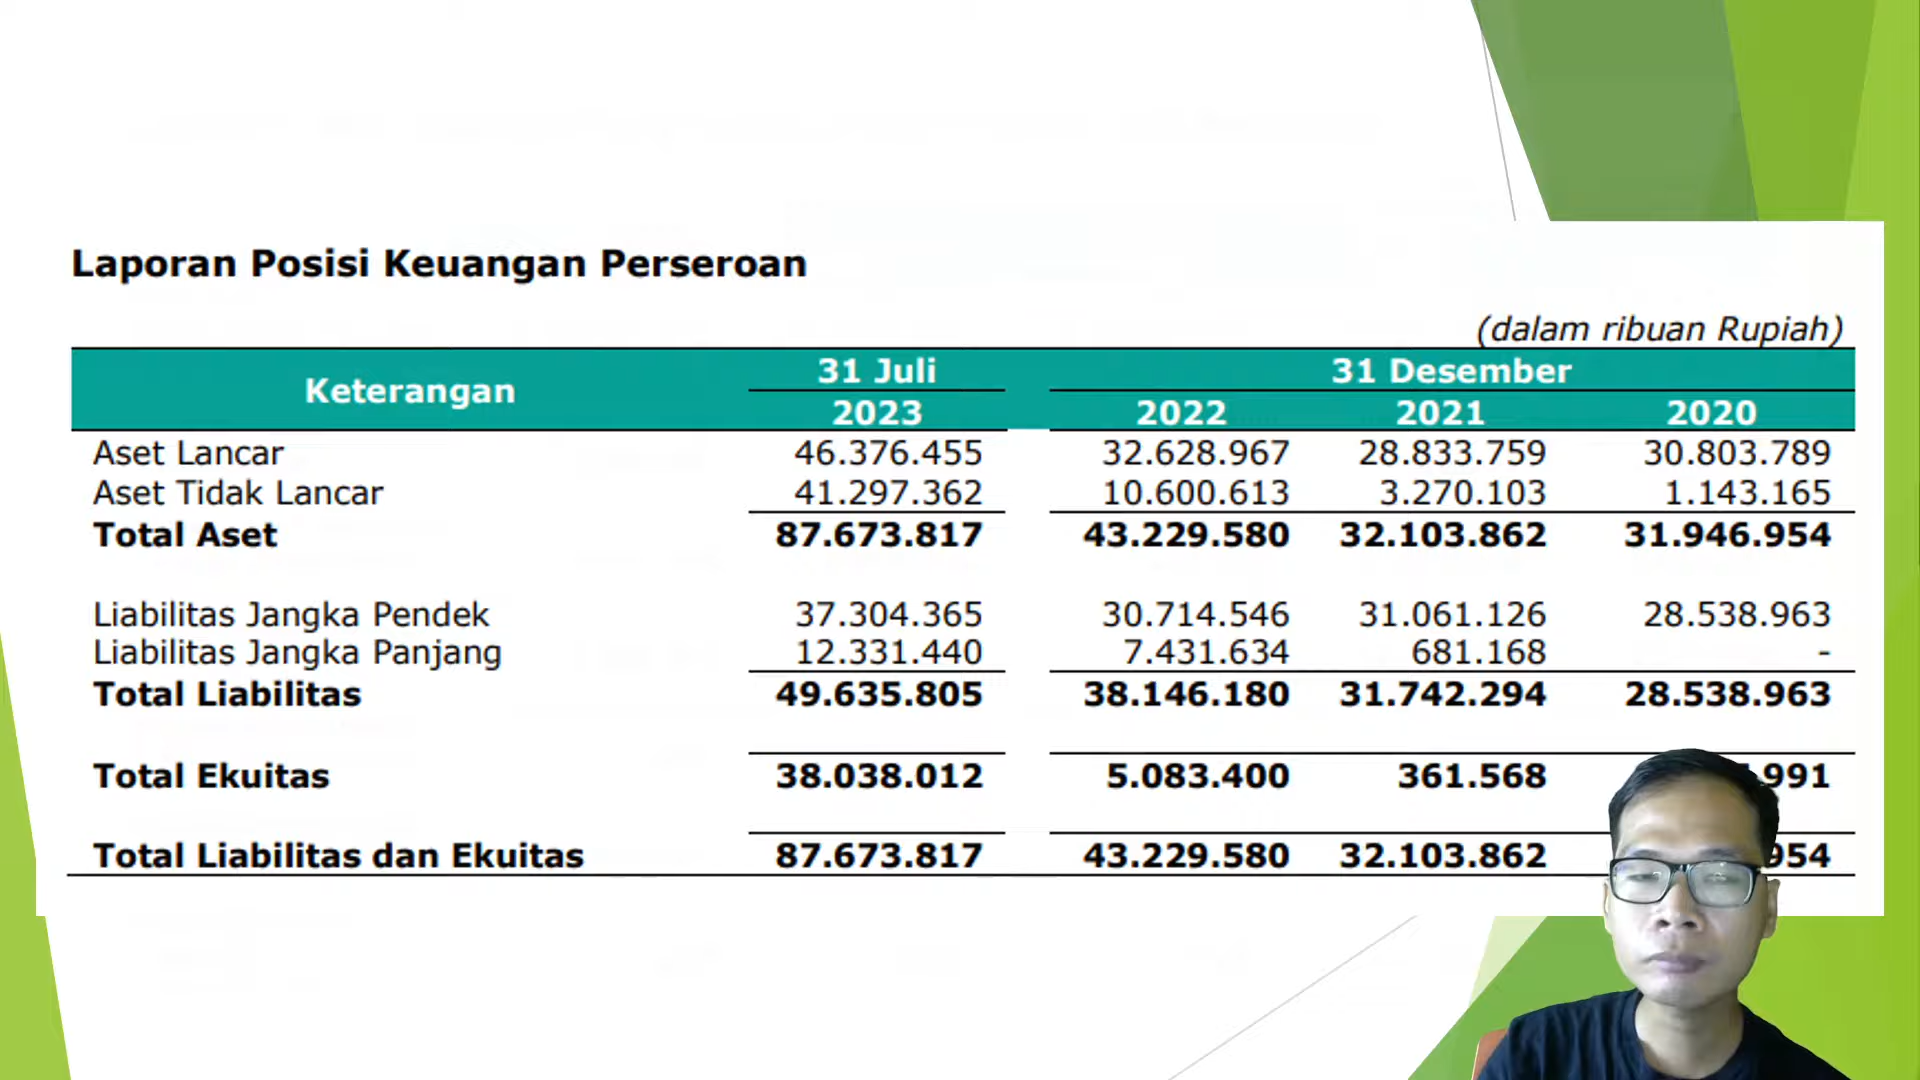 Laporan Posisi Keuangan Perseroan
(dalam ribuan Rupiah)
Keterangan 31 Juli 31 Desember
2023 2022 2021 2020
Aset Lancar 46.376.455 32.628.967 28.833.759 30.803.789
Aset Tidak Lancar 41.297.362 10.600.613 3.270.103 1.143.165
Total Aset 87.673.817 43.229.580 32.103.862 31.946.954
Liabilitas Jangka Pendek 37.304.365 30.714.546 31.061.126 28.538.963
Liabilitas Jangka Panjang 12.331.440 7.431.634 681.168 -
Total Liabilitas 49.635.805 38.146.180 31.742.294 28.538.963
Total Ekuitas 38.038.012 5.083.400 361.568
Total Liabilitas dan Ekuitas 87.673.817 43.229.580 32.103.862